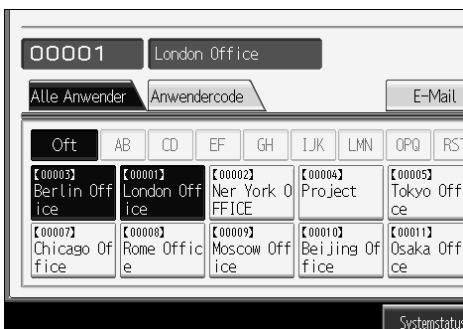 00001 London Office
Alle Anwender Anwendercode E-Mail
Oft AB CD EF GH IJK LMN OPQ RST
【00003】 【00001】 【00002】 【00004】 【00005】
Berlin Off London Off Ner York O Project Tokyo Off
ice ice FFICE ce
【00007】 【00008】 【00009】 【00010】 【00011】
Chicago Of Rome Offic Moscow Off Beijing Of Osaka Off
fice e ice fice ce
Systemstatus